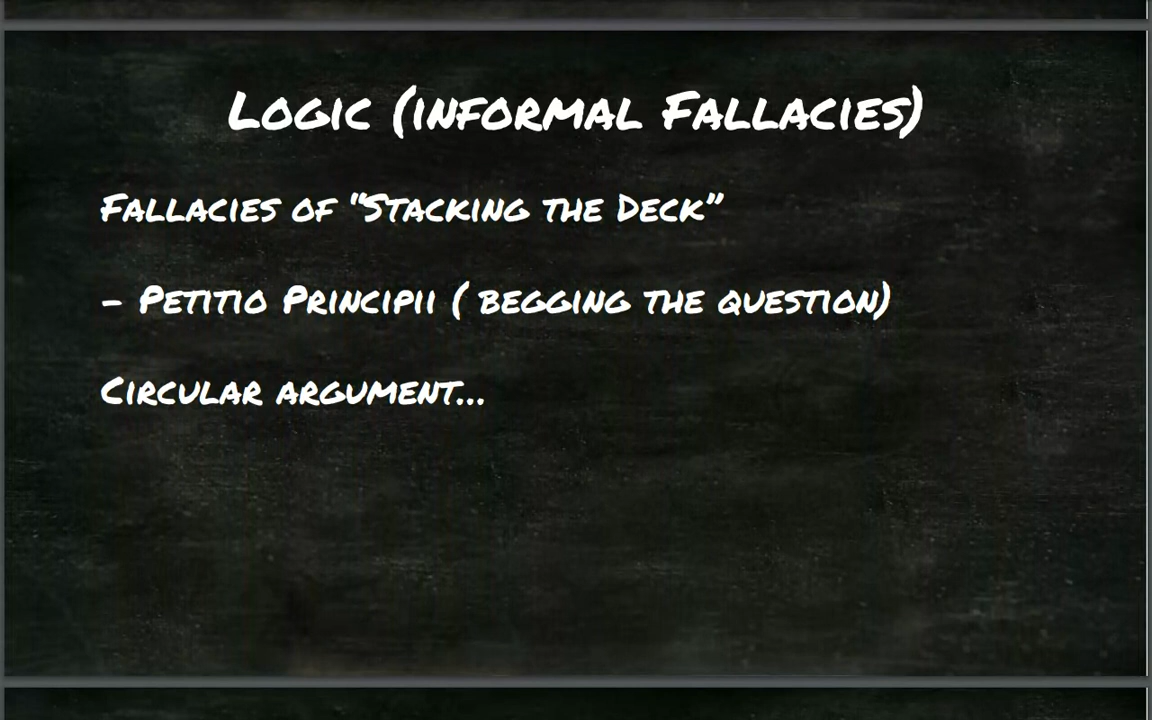 Logic (informal Fallacies)
Fallacies of “Stacking the Deck”
- Petitio Principii ( begging the question)
Circular argument...